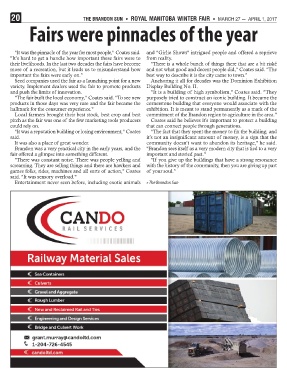 20 THE BRANDON SUN • ROYAL MANITOBA WINTER FAIR • MARCH 27 — APRIL 1, 2017
Fairs were pinnacles of the year
"It was the pinnacle of the year for most people," Coates said.
"It's hard to get a handle how important these fairs were to
their livelihoods. In the last two decades the fairs have become
more of a recreation, but it leads us to misunderstand how
important the fairs were early on."
Seed companies used the fair as a launching point for a new
variety. Implement dealers used the fair to promote products
and push the limits of innovation.
"The fair built the local economy," Coates said. "To see new
products in those days was very rare and the fair became the
hallmark for the consumer experience."
Local farmers brought their best stock, best crop and best
pitch as the fair was one of the few marketing tools producers
could rely on.
"It was a reputation building or losing environment," Coates
said.
It was also a place of great wonder.
Brandon was a very practical city in the early years, and the
fair offered a glimpse into something different.
"There was constant noise. There was people yelling and
screaming. They are selling things and there are hawkers and
games folks, rides, machines and all sorts of action," Coates
said. "It was sensory overload."
Entertainment never seen before, including exotic animals
and "Girlie Shows" intrigued people and offered a reprieve
from reality.
"There is a whole bunch of things there that are a bit risky
and not what proud and decent people did," Coates said. "The
best way to describe it is the city came to town."
Anchoring it all for decades was the Dominion Exhibition
Display Building No. II.
"It is a building of high symbolism," Coates said. "They
purposely used to construct an iconic building. It became the
cornerstone building that everyone would associate with the
exhibition. It is meant to stand permanently as a mark of the
commitment of the Brandon region to agriculture in the area."
Coates said he believes it's important to protect a building
that can connect people through generations.
"The fact that they spent the money to fix the building, and
it's not an insignificant amount of money, is a sign that the
community doesn't want to abandon its heritage," he said.
"Brandon sees itself as a very modern city that is tied to a very
important and storied past."
"If you give up the buildings that have a strong resonance
with the history of the community, then you are giving up part
of your soul."
» The Brandon Sun
CANDO
RAIL SERVICES
Railway Material Sales
Sea Containers
Culverts
Gravel and Aggregate
Rough Lumber
New and Reclaimed Rail and Ties
Engineering and Design Services
Bridge and Culvert Work
grant.murray@candoltd.com
1-204-726-4545
candoltd.com